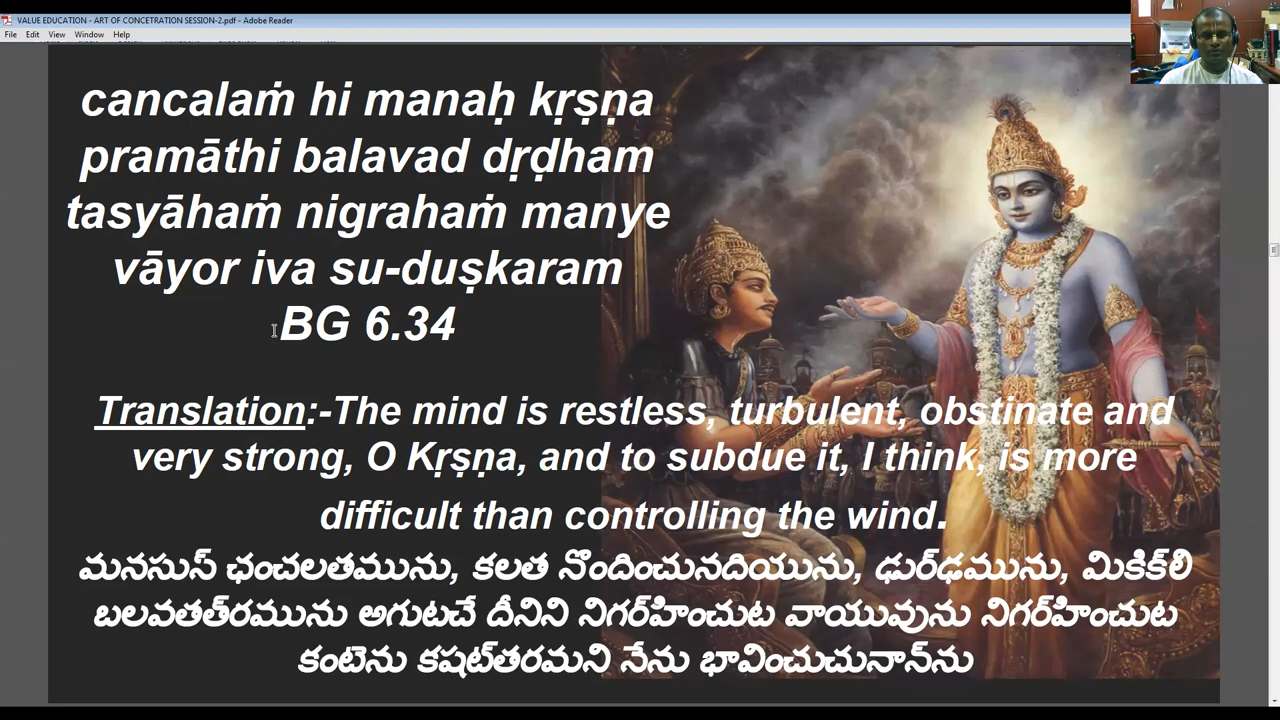 VALUE EDUCATION - ART OF CONCETRATION SESSION-2.pdf - Adobe Reader
File Edit View Window Help
cancalaṁ hi manaḥ kṛṣṇa
pramāthi balavad dṛḍham
tasyāhaṁ nigrahaṁ manye
vāyor iva su-duṣkaram
BG 6.34
Translation:-The mind is restless, turbulent, obstinate and
very strong, O Kṛṣṇa, and to subdue it, I think, is more
difficult than controlling the wind.
మనసుస్ ఛంచలతమును, కలత నొందించునదియును, ఢుర్ఢమును, మికిక్లి
బలవతత్రమును అగుటచే దీనిని నిగర్హించుట వాయువును నిగర్హించుట
కంటెను కషట్తరమని నేను భావించుచునాన్ను